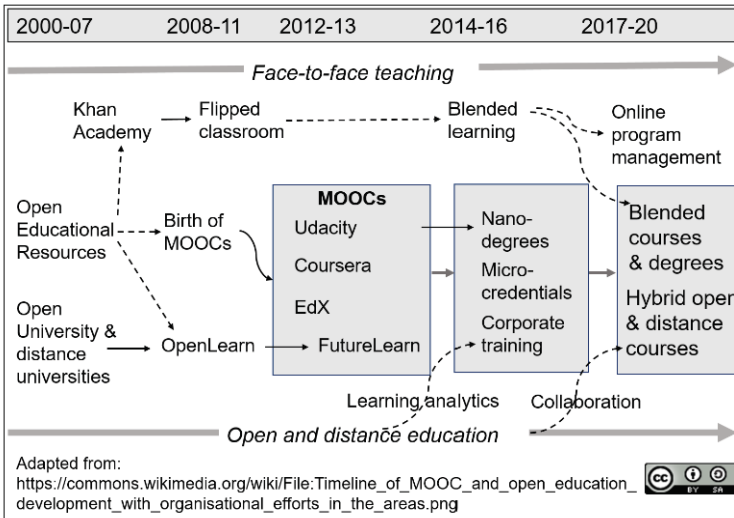 2000-07 2008-11 2012-13 2014-16 2017-20
Face-to-face teaching
Khan
Academy
Flipped
classroom
Blended
learning
Online
program
management
Open
Educational
Resources
Birth of
MOOCs
MOOCs
Udacity
Coursera
EdX
FutureLearn
Nano-
degrees
Micro-
credentials
Corporate
training
Blended
courses
& degrees
Hybrid open
& distance
courses
Open
University &
distance
universities
OpenLearn
Learning analytics
Collaboration
Open and distance education
Adapted from:
https://commons.wikimedia.org/wiki/File:Timeline_of_MOOC_and_open_education_
development_with_organisational_efforts_in_the_areas.png
cc
BY SA